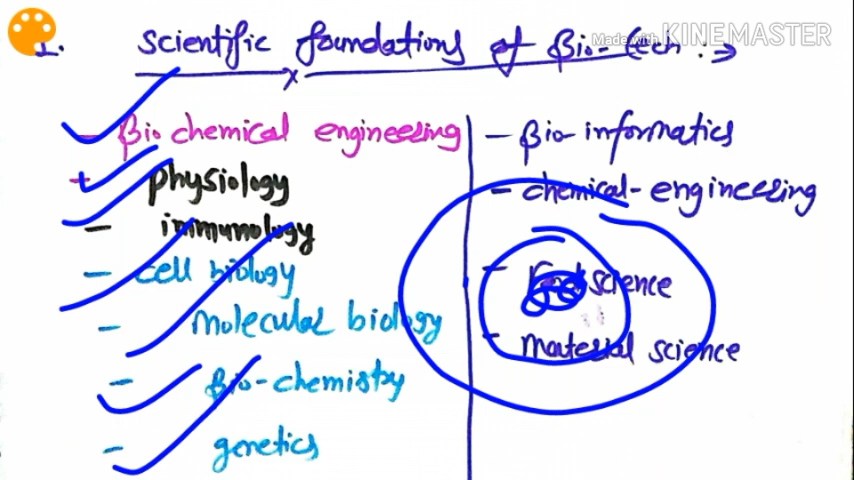 1. scientific foundations of Bio-tech :→
Made with KINEMASTER
- Bio chemical engineering
+ physiology
- immunology
- cell biology
- Molecular biology
- Bio-chemistry
- genetics
- Bio-informatics
- chemical-engineering
- science
- Material science